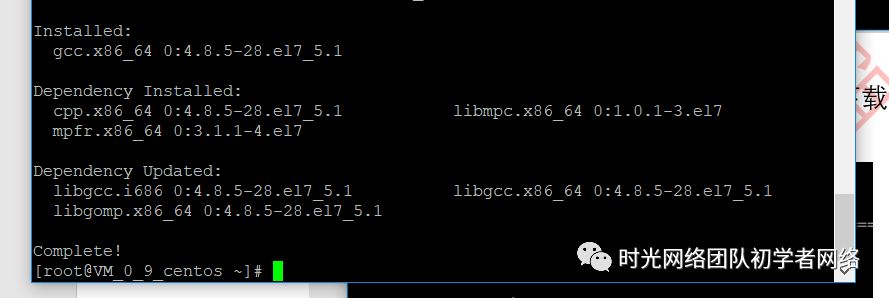 Installed:
gcc.x86_64 0:4.8.5-28.el7_5.1
Dependency Installed:
cpp.x86_64 0:4.8.5-28.el7_5.1 libmpc.x86_64 0:1.0.1-3.el7
mpfr.x86_64 0:3.1.1-4.el7
Dependency Updated:
libgcc.i686 0:4.8.5-28.el7_5.1 libgcc.x86_64 0:4.8.5-28.el7_5.1
libgomp.x86_64 0:4.8.5-28.el7_5.1
Complete!
[root@VM_0_9_centos ~]#
载
==
时光网络团队初学者网络